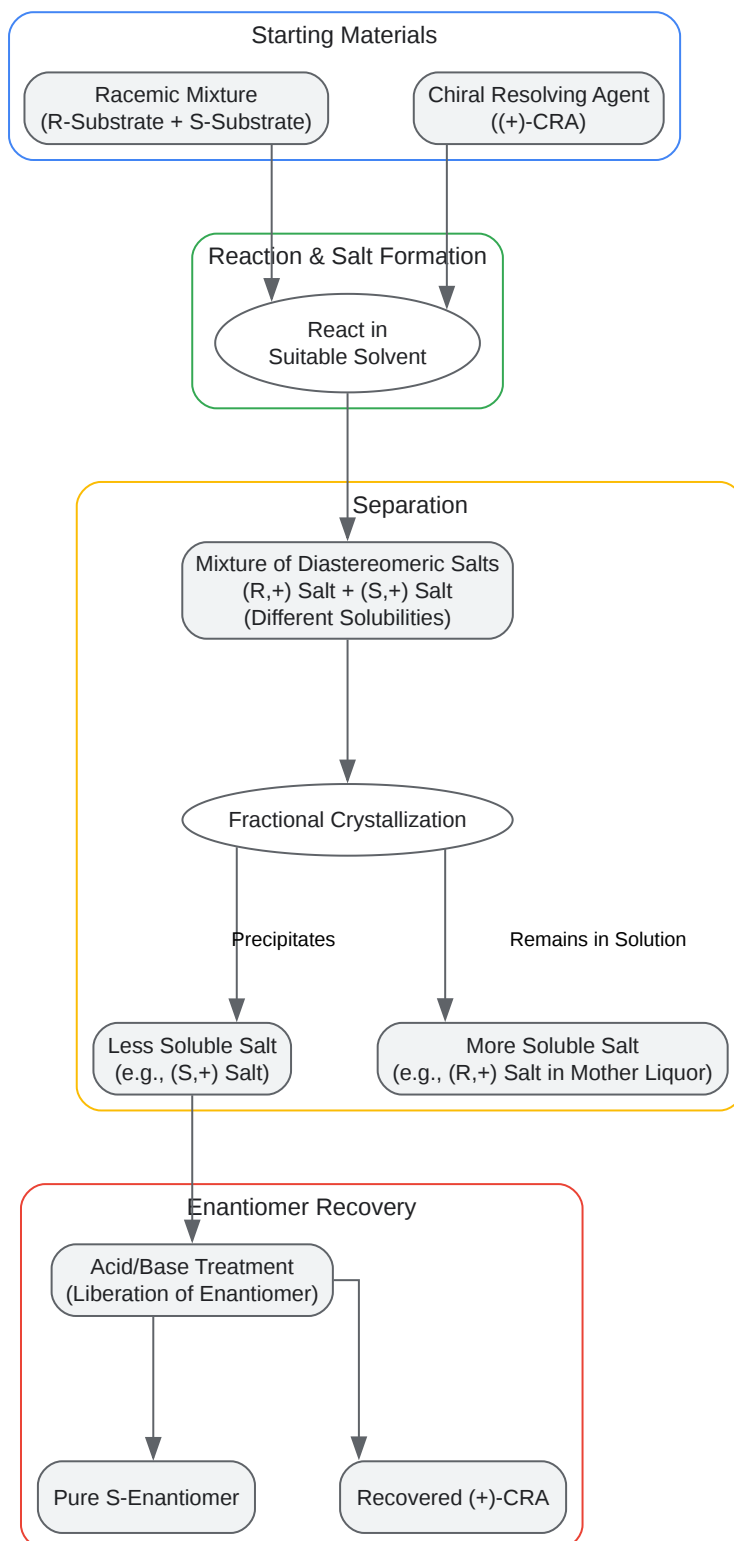 Starting Materials
Racemic Mixture
(R-Substrate + S-Substrate)
Chiral Resolving Agent
((+)-CRA)
Reaction & Salt Formation
React in
Suitable Solvent
Separation
Mixture of Diastereomeric Salts
(R,+) Salt + (S,+) Salt
(Different Solubilities)
Fractional Crystallization
Precipitates
Remains in Solution
Less Soluble Salt
(e.g., (S,+) Salt)
More Soluble Salt
(e.g., (R,+) Salt in Mother Liquor)
Enantiomer Recovery
Acid/Base Treatment
(Liberation of Enantiomer)
Pure S-Enantiomer
Recovered (+)-CRA